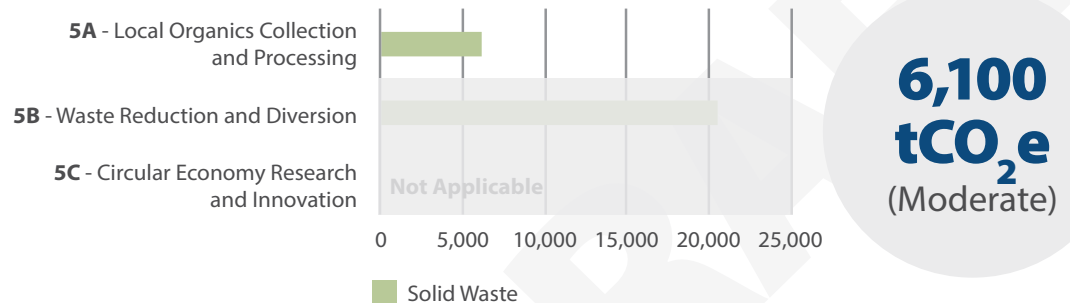 5A - Local Organics Collection
and Processing
5B - Waste Reduction and Diversion
5C - Circular Economy Research
and Innovation
Not Applicable
0 5,000 10,000 15,000 20,000 25,000
Solid Waste
6,100
tCO₂e
(Moderate)